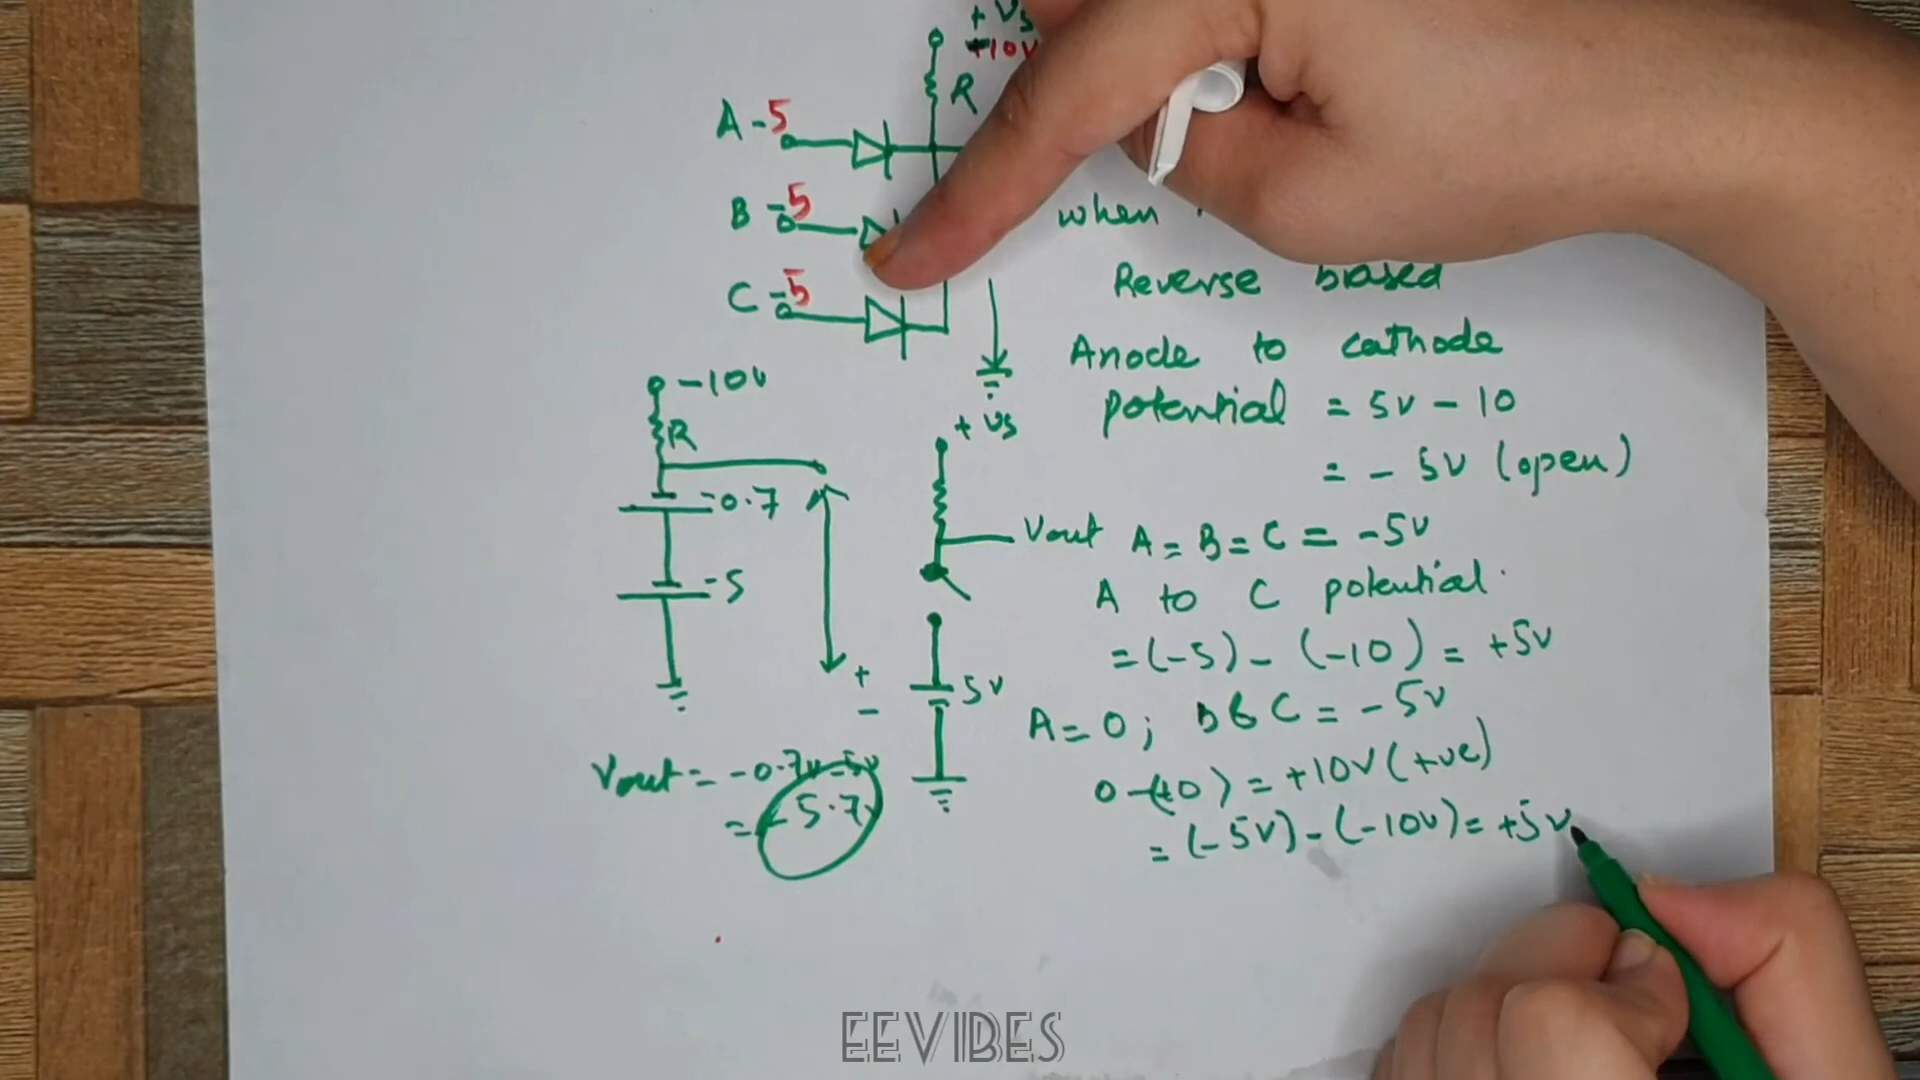 + Vs
+10V
R
A -5
B -5
C -5
when
Reverse biased
Anode to cathode
potential = 5V - 10
= - 5V (open)
-10V
R
-0.7
-5
+
-
Vout = -0.7V-5V
= - 5.7V
+ Vs
Vout
5V
A = B = C = -5V
A to C potential.
= (-5) - (-10) = +5V
A = 0 ; B & C = - 5V
= +10V (+ve)
= (-5V) - (-10V) = +5V
EEVIBES